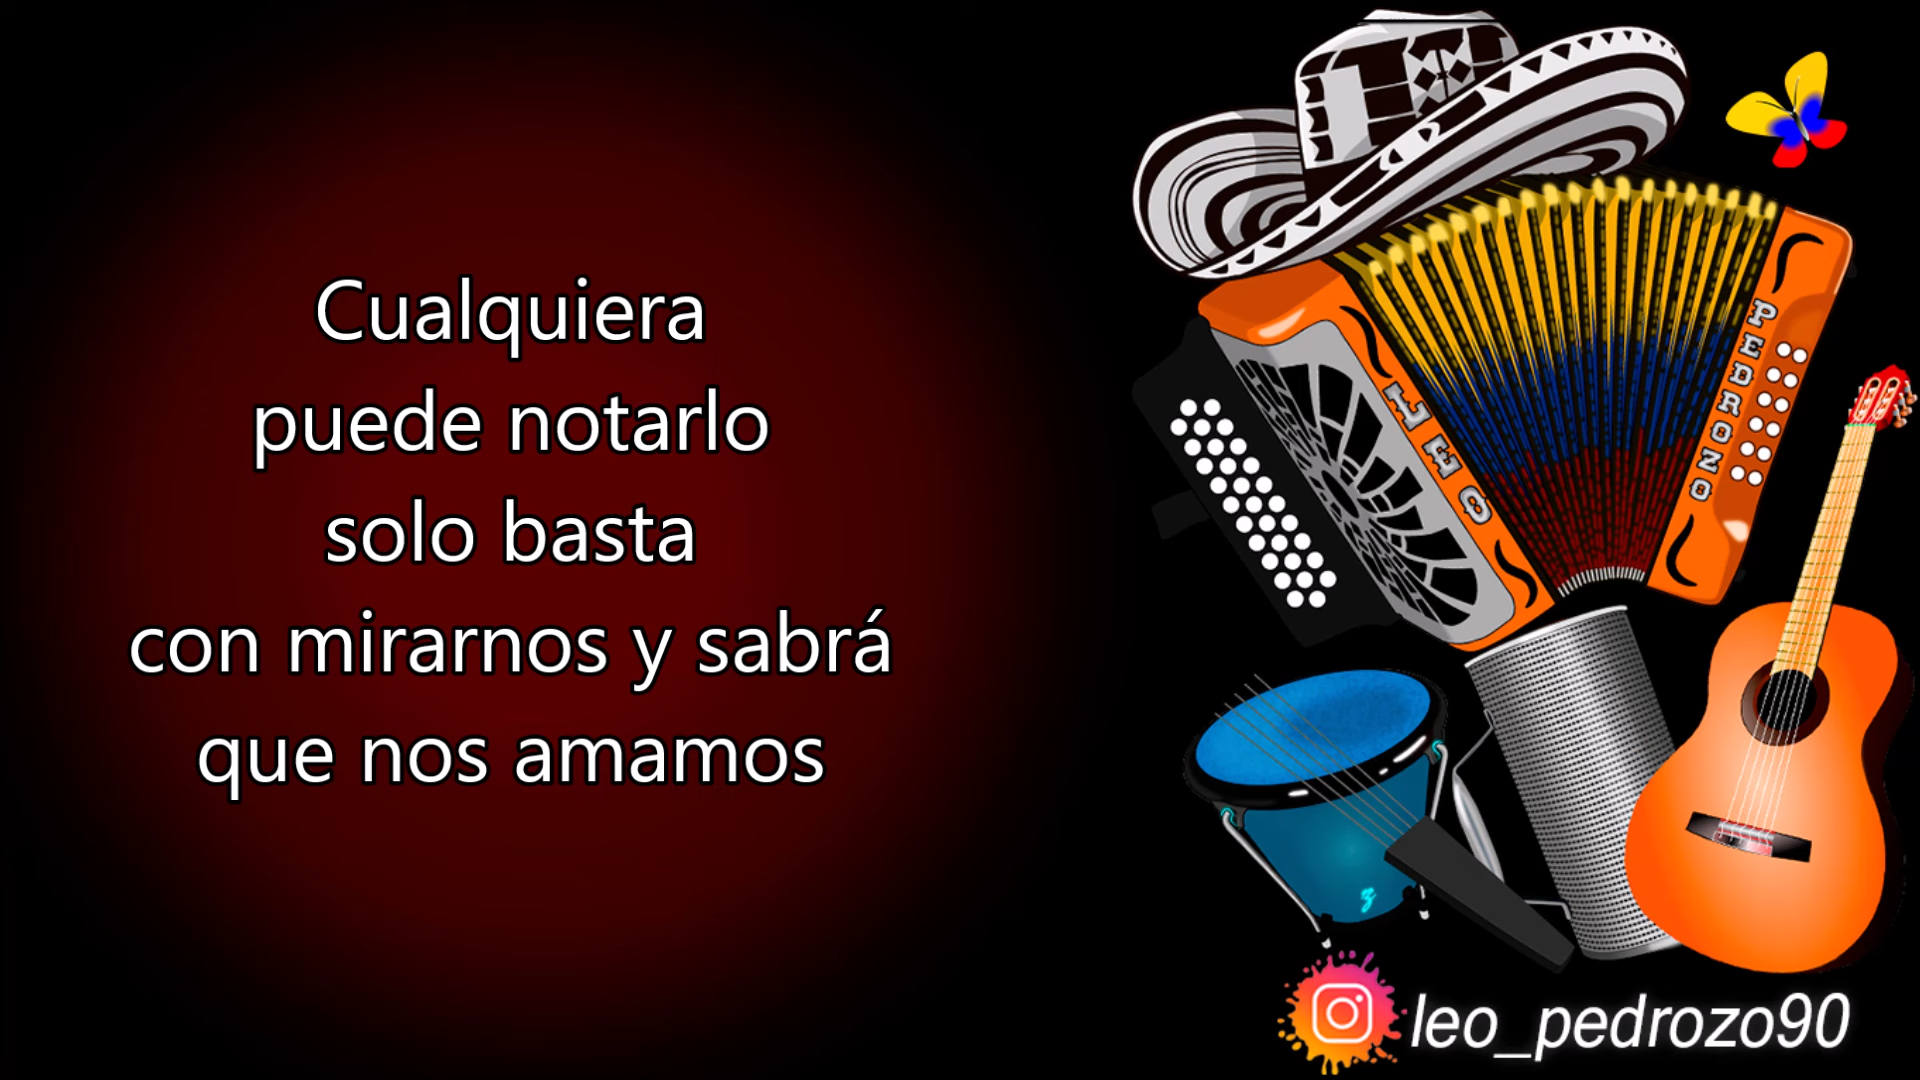 Cualquiera
puede notarlo
solo basta
con mirarnos y sabrá
que nos amamos
LEO
PEDROZO
leo_pedrozo90